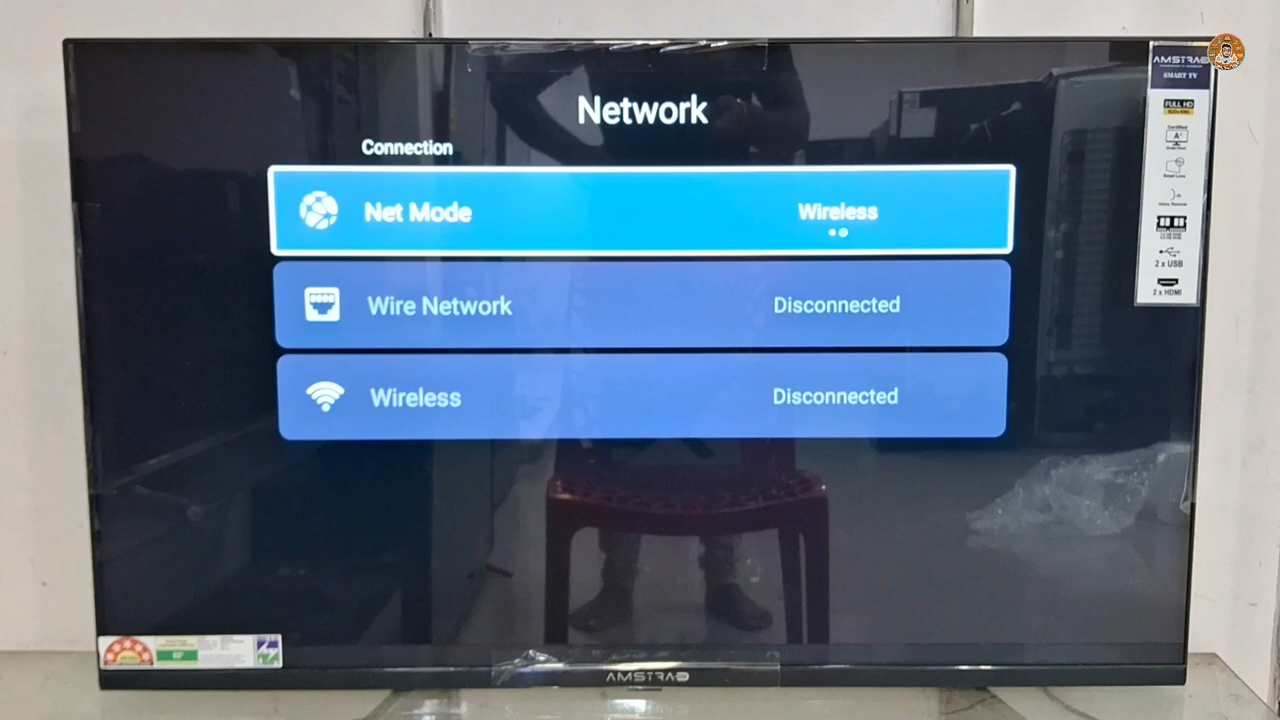 Network
Connection
Net Mode
Wireless
Wire Network
Disconnected
Wireless
Disconnected
AMSTRAD
SMART TV
FULL HD
Certified
A+
2 x USB
2 x HDMI
AMSTRAD